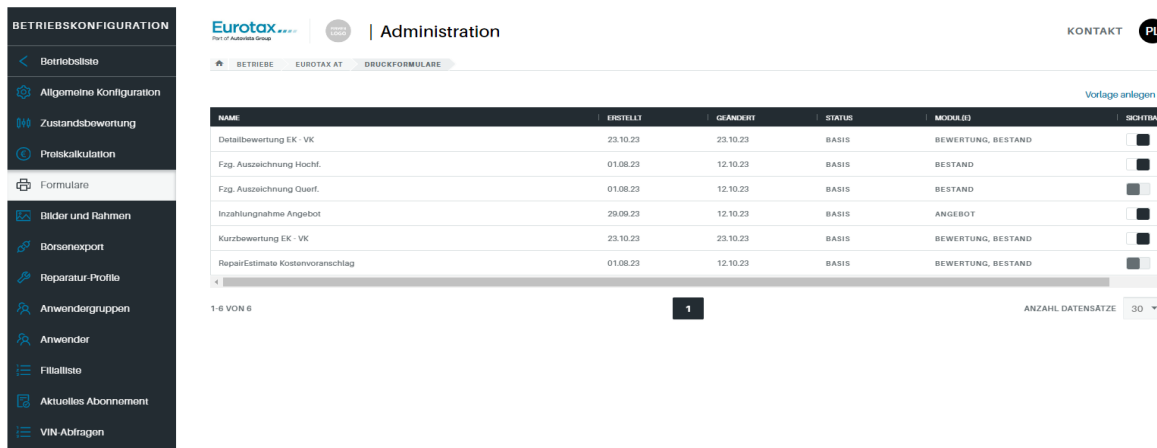 BETRIEBSKONFIGURATION
Betriebsliste
Allgemeine Konfiguration
Zustandsbewertung
Preiskalkulation
Formulare
Bilder und Rahmen
Börsenexport
Reparatur-Profile
Anwendergruppen
Anwender
Filialliste
Aktuelles Abonnement
VIN-Abfragen
Eurotax....
Part of Autovista Group
LOGO
| Administration
KONTAKT PL
BETRIEBE EUROTAX AT DRUCKFORMULARE
Vorlage anlegen
NAME ERSTELLT GEÄNDERT STATUS MODUL(E) SICHTBA
Detailbewertung EK - VK 23.10.23 23.10.23 BASIS BEWERTUNG, BESTAND
Fzg. Auszeichnung Hochf. 01.08.23 12.10.23 BASIS BESTAND
Fzg. Auszeichnung Querf. 01.08.23 12.10.23 BASIS BESTAND
Inzahlungnahme Angebot 29.09.23 12.10.23 BASIS ANGEBOT
Kurzbewertung EK - VK 23.10.23 23.10.23 BASIS BEWERTUNG, BESTAND
RepairEstimate Kostenvoranschlag 01.08.23 12.10.23 BASIS BEWERTUNG, BESTAND
1-6 VON 6 1 ANZAHL DATENSÄTZE 30